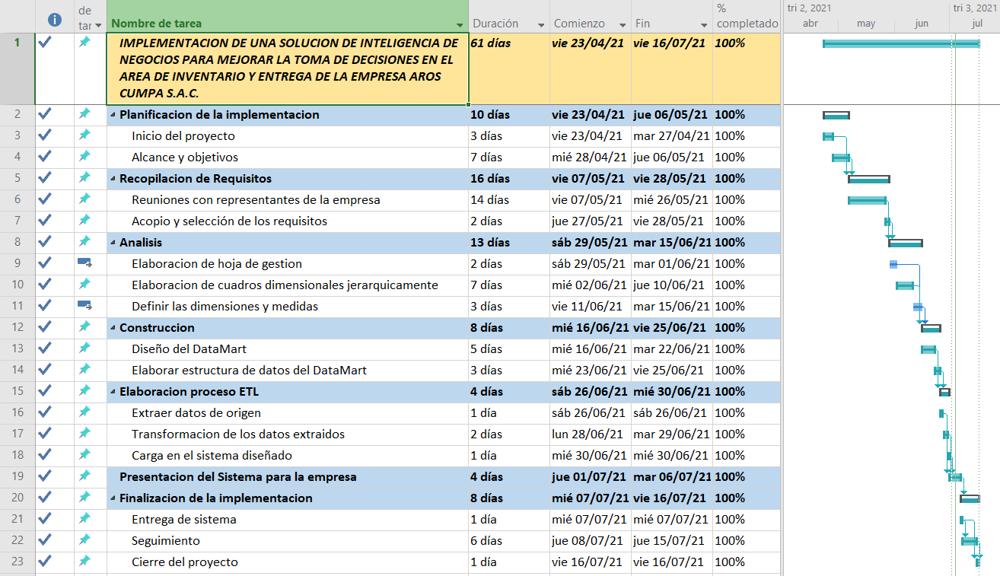 de
tar
Nombre de tarea Duración Comienzo Fin % completado
tri 2, 2021 tri 3, 2021
abr may jun jul
1 IMPLEMENTACION DE UNA SOLUCION DE INTELIGENCIA DE 61 días vie 23/04/21 vie 16/07/21 100%
NEGOCIOS PARA MEJORAR LA TOMA DE DECISIONES EN EL
AREA DE INVENTARIO Y ENTREGA DE LA EMPRESA AROS
CUMPA S.A.C.
2 Planificacion de la implementacion 10 días vie 23/04/21 jue 06/05/21 100%
3 Inicio del proyecto 3 días vie 23/04/21 mar 27/04/21 100%
4 Alcance y objetivos 7 días mié 28/04/21 jue 06/05/21 100%
5 Recopilacion de Requisitos 16 días vie 07/05/21 vie 28/05/21 100%
6 Reuniones con representantes de la empresa 14 días vie 07/05/21 mié 26/05/21 100%
7 Acopio y selección de los requisitos 2 días jue 27/05/21 vie 28/05/21 100%
8 Analisis 13 días sáb 29/05/21 mar 15/06/21 100%
9 Elaboracion de hoja de gestion 2 días sáb 29/05/21 mar 01/06/21 100%
10 Elaboracion de cuadros dimensionales jerarquicamente 7 días mié 02/06/21 jue 10/06/21 100%
11 Definir las dimensiones y medidas 3 días vie 11/06/21 mar 15/06/21 100%
12 Construccion 8 días mié 16/06/21 vie 25/06/21 100%
13 Diseño del DataMart 5 días mié 16/06/21 mar 22/06/21 100%
14 Elaborar estructura de datos del DataMart 3 días mié 23/06/21 vie 25/06/21 100%
15 Elaboracion proceso ETL 4 días sáb 26/06/21 mié 30/06/21 100%
16 Extraer datos de origen 1 día sáb 26/06/21 sáb 26/06/21 100%
17 Transformacion de los datos extraidos 2 días lun 28/06/21 mar 29/06/21 100%
18 Carga en el sistema diseñado 1 día mié 30/06/21 mié 30/06/21 100%
19 Presentacion del Sistema para la empresa 4 días jue 01/07/21 mar 06/07/21 100%
20 Finalizacion de la implementacion 8 días mié 07/07/21 vie 16/07/21 100%
21 Entrega de sistema 1 día mié 07/07/21 mié 07/07/21 100%
22 Seguimiento 6 días jue 08/07/21 jue 15/07/21 100%
23 Cierre del proyecto 1 día vie 16/07/21 vie 16/07/21 100%